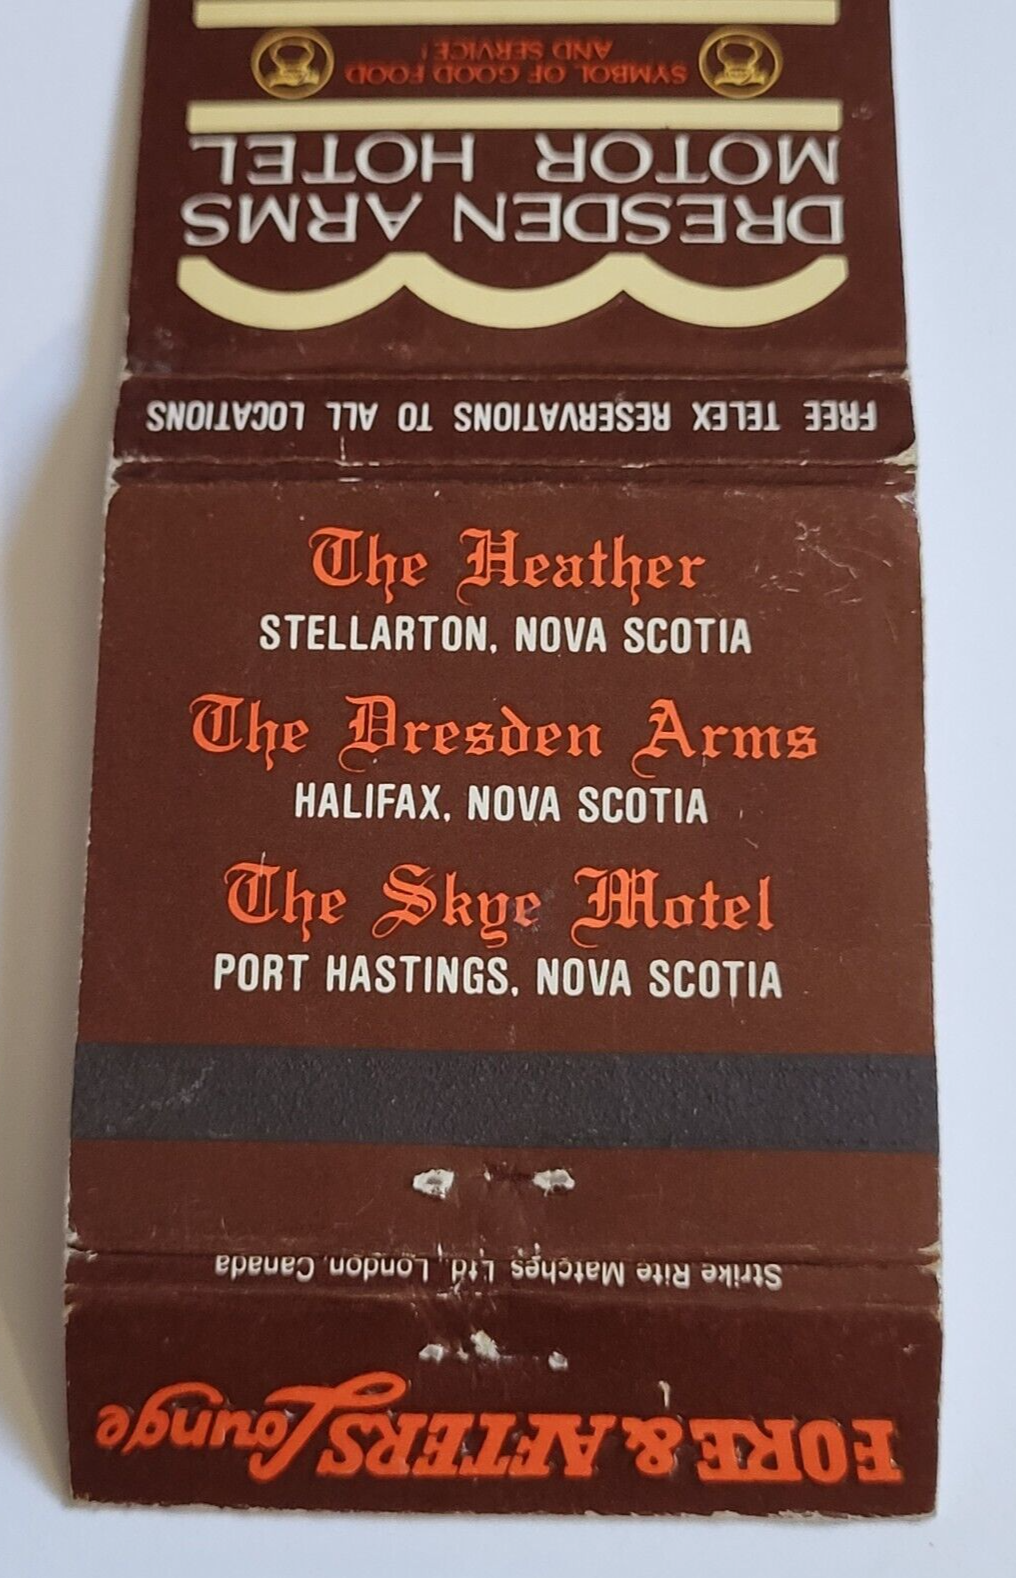 SYMBOL OF GOOD FOOD
AND SERVICE!
DRESDEN ARMS
MOTOR HOTEL
FREE TELEX RESERVATIONS TO ALL LOCATIONS
The Heather
STELLARTON, NOVA SCOTIA
The Dresden Arms
HALIFAX, NOVA SCOTIA
The Skye Motel
PORT HASTINGS, NOVA SCOTIA
Strike Rite Matches Ltd., London, Canada
FORE & AFTERS Lounge